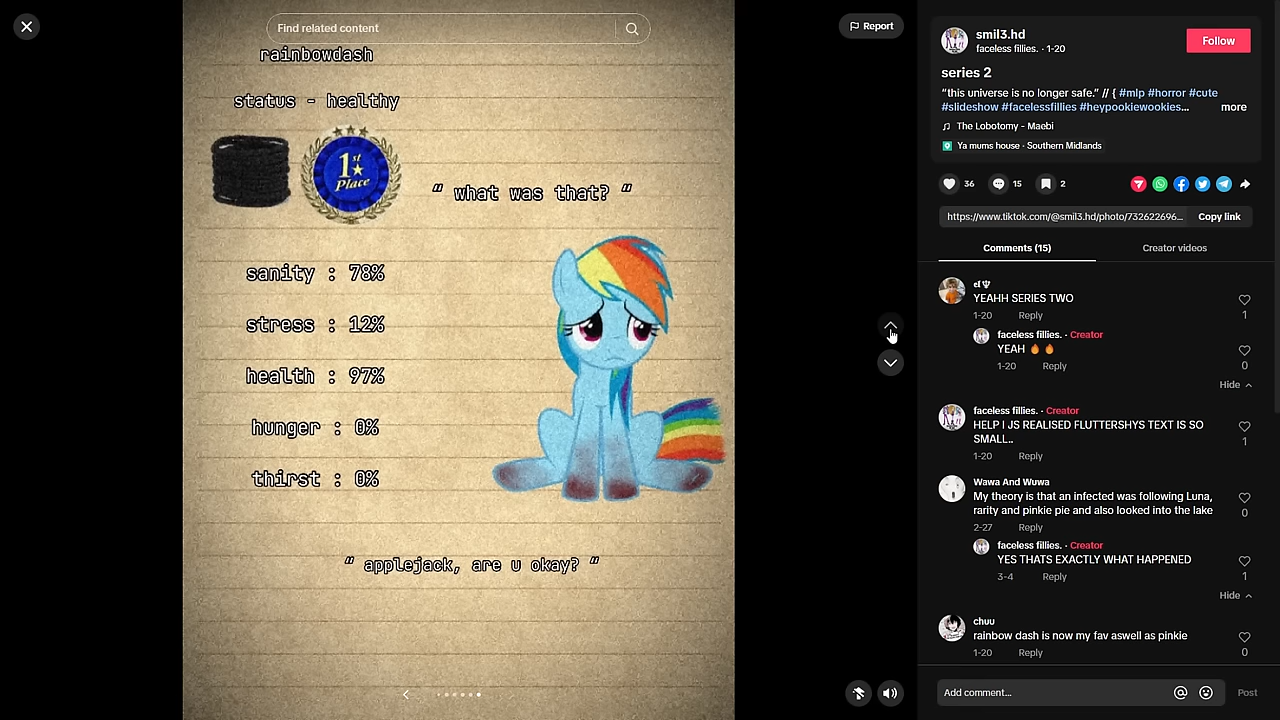 Find related content
Report
rainbowdash
status - healthy
1st
Place
“ what was that? “
sanity : 78%
stress : 12%
health : 97%
hunger : 0%
thirst : 0%
“ applejack, are u okay? “
smil3.hd
faceless fillies. · 1-20
Follow
series 2
“this universe is no longer safe.” // { #mlp #horror #cute
#slideshow #facelessfillies #heypookiewookies... more
The Lobotomy - Maebi
Ya mums house · Southern Midlands
36
15
2
https://www.tiktok.com/@smil3.hd/photo/732622696...
Copy link
Comments (15)
Creator videos
YEAHH SERIES TWO
1-20 Reply
1
faceless fillies. · Creator
YEAH 🔥🔥
1-20 Reply
0
Hide
faceless fillies. · Creator
HELP I JS REALISED FLUTTERSHYS TEXT IS SO
SMALL..
1-20 Reply
1
Wawa And Wuwa
My theory is that an infected was following Luna,
rarity and pinkie pie and also looked into the lake
2-27 Reply
0
faceless fillies. · Creator
YES THATS EXACTLY WHAT HAPPENED
3-4 Reply
1
Hide
chuu
rainbow dash is now my fav aswell as pinkie
1-20 Reply
0
Add comment...
Post